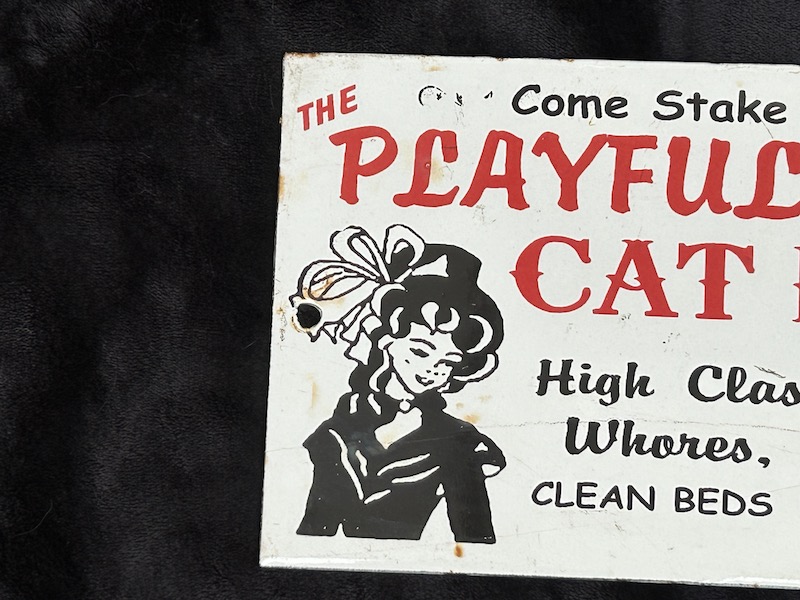 Come Stake
THE
PLAYFUL
CAT
High Clas
Whores,
CLEAN BEDS